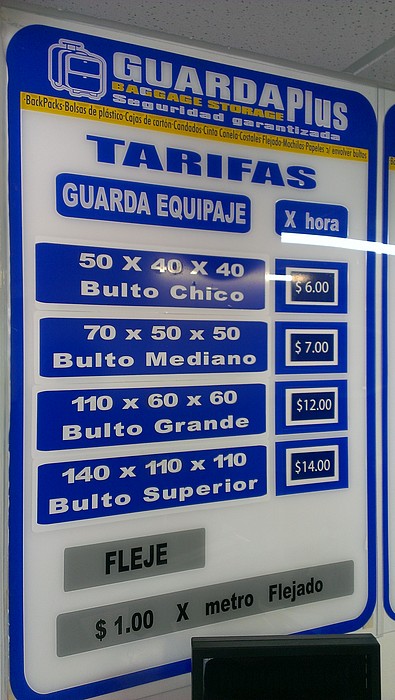 GUARDAPlus
BAGGAGE STORAGE
Seguridad garantizada
·BackPacks·Bolsas de plástico·Cajas de cartón·Candados·Cinta Canela·Costales·Flejado·Mochilas·Papeles p/ envolver bultos
TARIFAS
GUARDA EQUIPAJE X hora
50 X 40 X 40
Bulto Chico
$ 6.00
70 x 50 x 50
Bulto Mediano
$ 7.00
110 x 60 x 60
Bulto Grande
$12.00
140 x 110 x 110
Bulto Superior
$14.00
FLEJE
$ 1.00 X metro Flejado